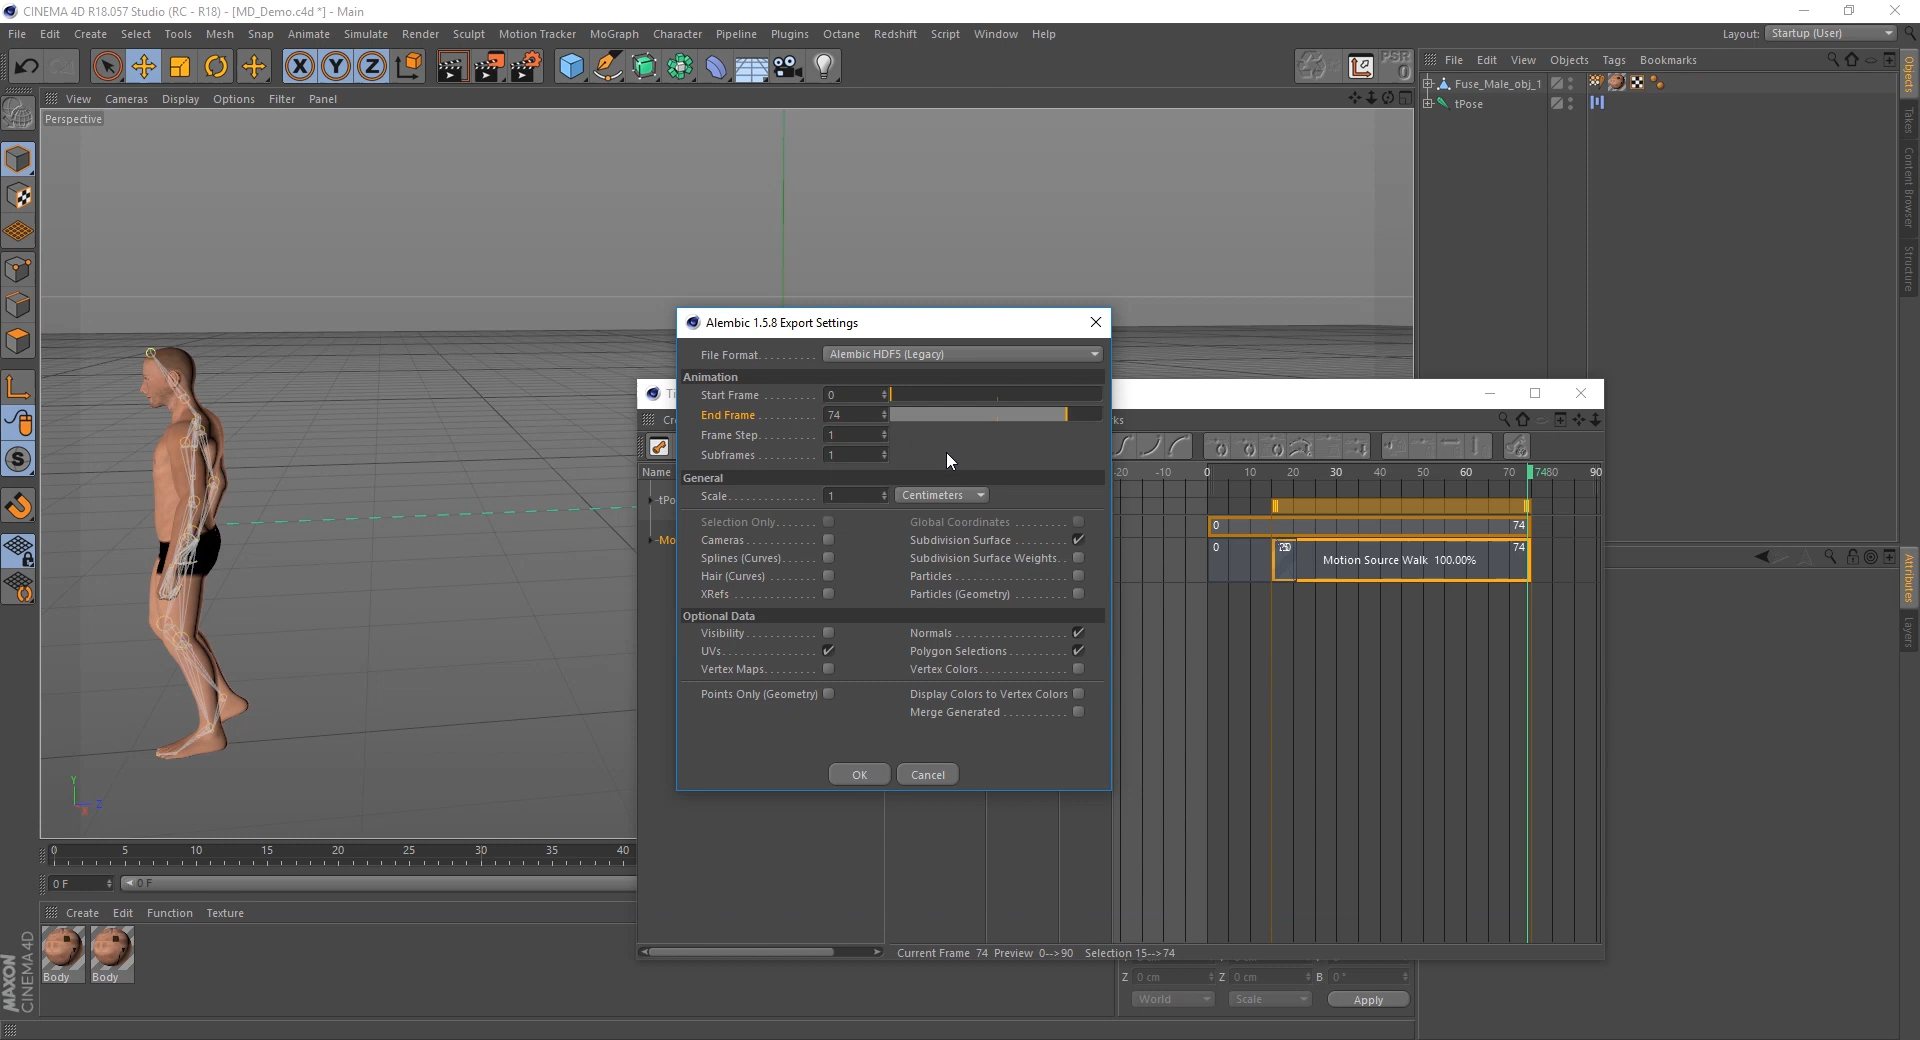 CINEMA 4D R18.057 Studio (RC - R18) - [MD_Demo.c4d *] - Main
File Edit Create Select Tools Mesh Snap Animate Simulate Render Sculpt Motion Tracker MoGraph Character Pipeline Plugins Octane Redshift Script Window Help
Layout: Startup (User)
X Y Z
PSR
0
File Edit View Objects Tags Bookmarks
View Cameras Display Options Filter Panel
Perspective
Fuse_Male_obj_1
tPose
Objects
Takes
Content Browser
Structure
Attributes
Layers
Alembic 1.5.8 Export Settings
File Format. Alembic HDF5 (Legacy)
Animation
Start Frame 0
End Frame 74
Frame Step. 1
Subframes 1
General
Scale. 1 Centimeters
Selection Only. Global Coordinates
Cameras Subdivision Surface
Splines (Curves). Subdivision Surface Weights.
Hair (Curves) Particles
XRefs Particles (Geometry)
Optional Data
Visibility Normals
UVs. Polygon Selections
Vertex Maps. Vertex Colors.
Points Only (Geometry) Display Colors to Vertex Colors
Merge Generated
OK Cancel
Ti
Cr
ks
Name
-tPo
-Mo
-20 -10 0 10 20 30 40 50 60 70 7480 90
0 74
0 74
Motion Source Walk 100.00%
Y
Z
X
0 5 10 15 20 25 30 35 40
0 F 0 F
Create Edit Function Texture
Body Body
Current Frame 74 Preview 0-->90 Selection 15-->74
Z 0 cm Z 0 cm B 0°
World Scale Apply
MAXON
CINEMA 4D